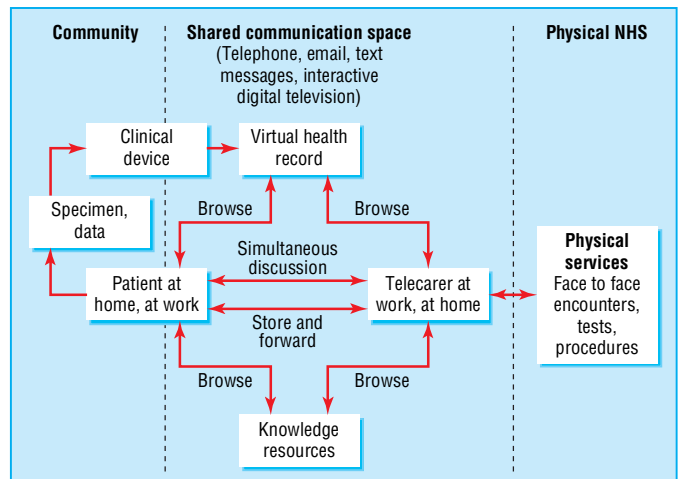 Community
Shared communication space
(Telephone, email, text
messages, interactive
digital television)
Physical NHS
Clinical
device
Virtual health
record
Specimen,
data
Browse
Browse
Simultaneous
discussion
Patient at
home, at work
Telecarer at
work, at home
Physical
services
Face to face
encounters,
tests,
procedures
Store and
forward
Browse
Browse
Knowledge
resources